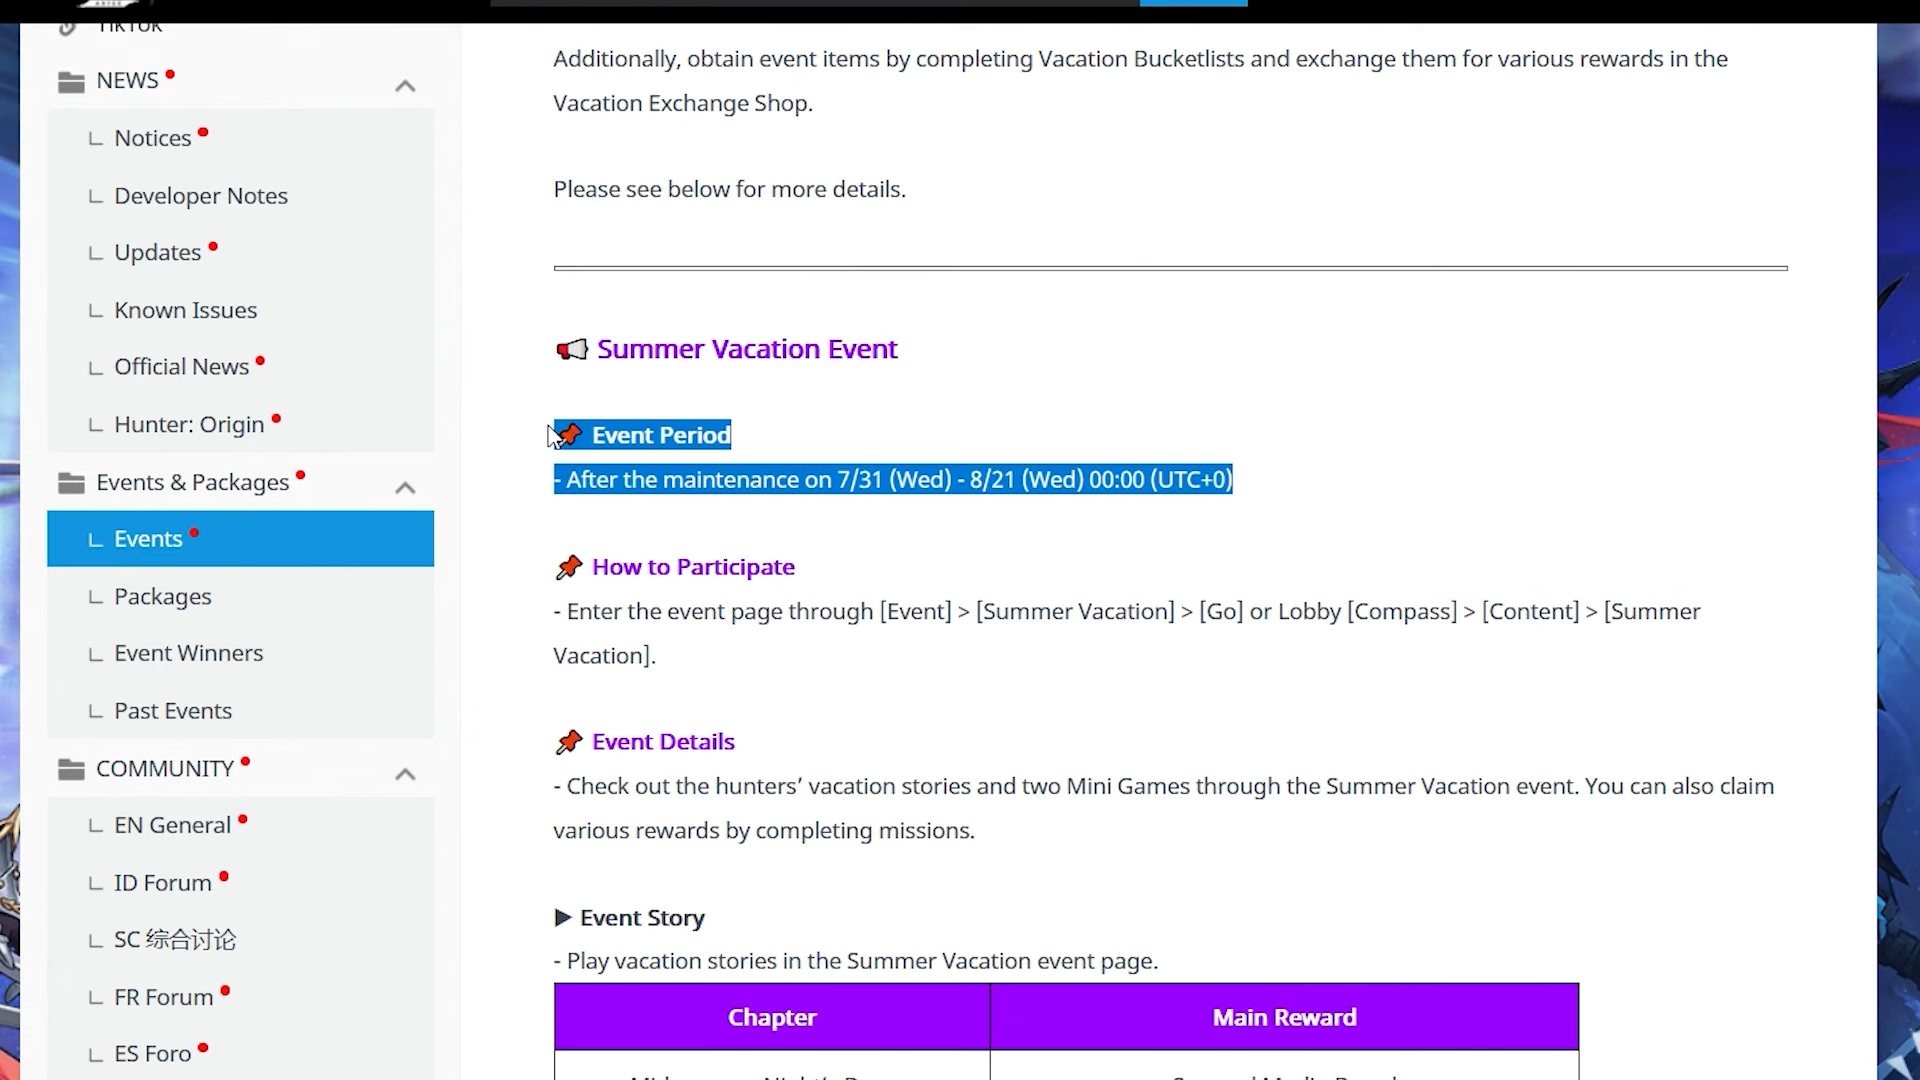 TikTok
NEWS
Notices
Developer Notes
Updates
Known Issues
Official News
Hunter: Origin
Events & Packages
Events
Packages
Event Winners
Past Events
COMMUNITY
EN General
ID Forum
SC 综合讨论
FR Forum
ES Foro
Additionally, obtain event items by completing Vacation Bucketlists and exchange them for various rewards in the
Vacation Exchange Shop.
Please see below for more details.
Summer Vacation Event
Event Period
- After the maintenance on 7/31 (Wed) - 8/21 (Wed) 00:00 (UTC+0)
How to Participate
- Enter the event page through [Event] > [Summer Vacation] > [Go] or Lobby [Compass] > [Content] > [Summer
Vacation].
Event Details
- Check out the hunters’ vacation stories and two Mini Games through the Summer Vacation event. You can also claim
various rewards by completing missions.
▶ Event Story
- Play vacation stories in the Summer Vacation event page.
Chapter
Main Reward